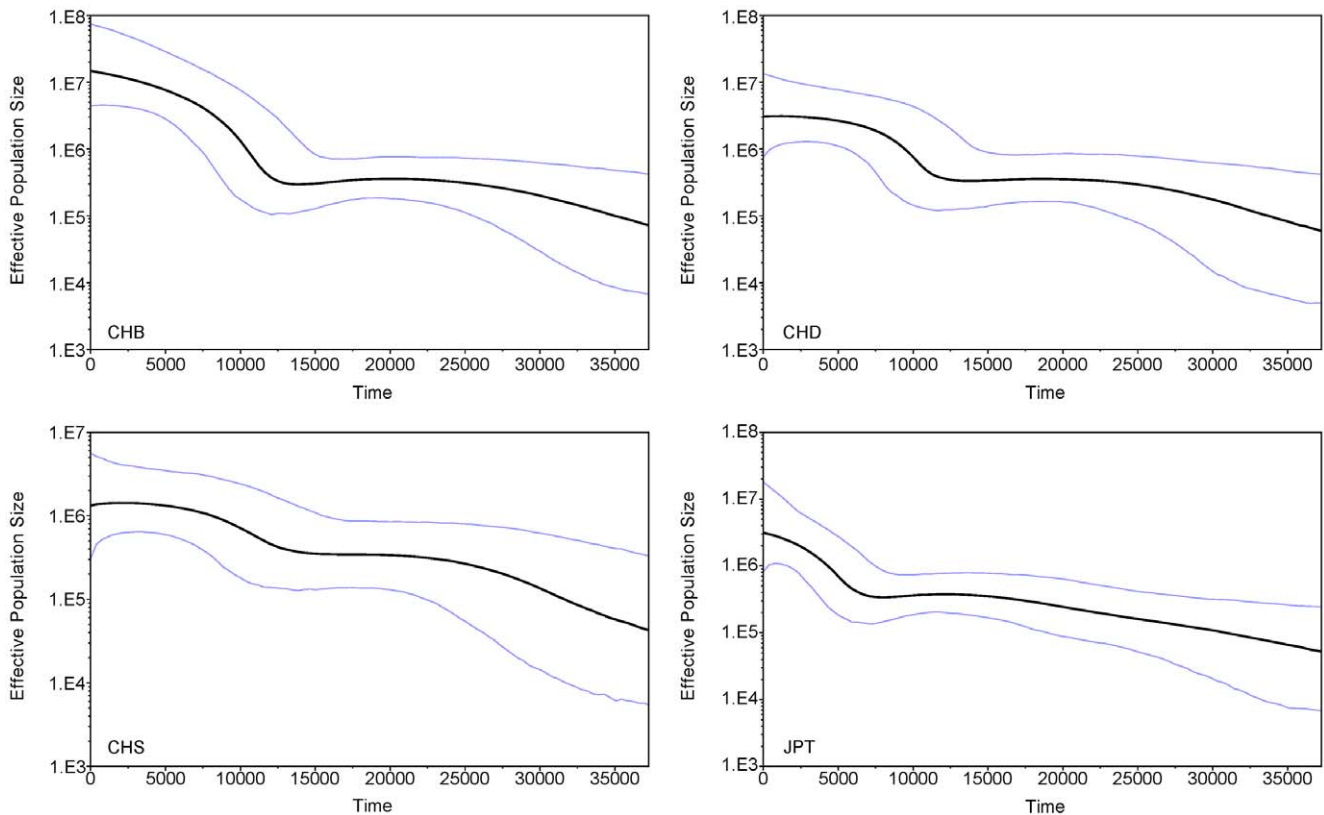 1.E8
1.E7
1.E6
1.E5
1.E4
1.E3
Effective Population Size
CHB
0 5000 10000 15000 20000 25000 30000 35000
Time
1.E8
1.E7
1.E6
1.E5
1.E4
1.E3
Effective Population Size
CHD
0 5000 10000 15000 20000 25000 30000 35000
Time
1.E7
1.E6
1.E5
1.E4
1.E3
Effective Population Size
CHS
0 5000 10000 15000 20000 25000 30000 35000
Time
1.E8
1.E7
1.E6
1.E5
1.E4
1.E3
Effective Population Size
JPT
0 5000 10000 15000 20000 25000 30000 35000
Time